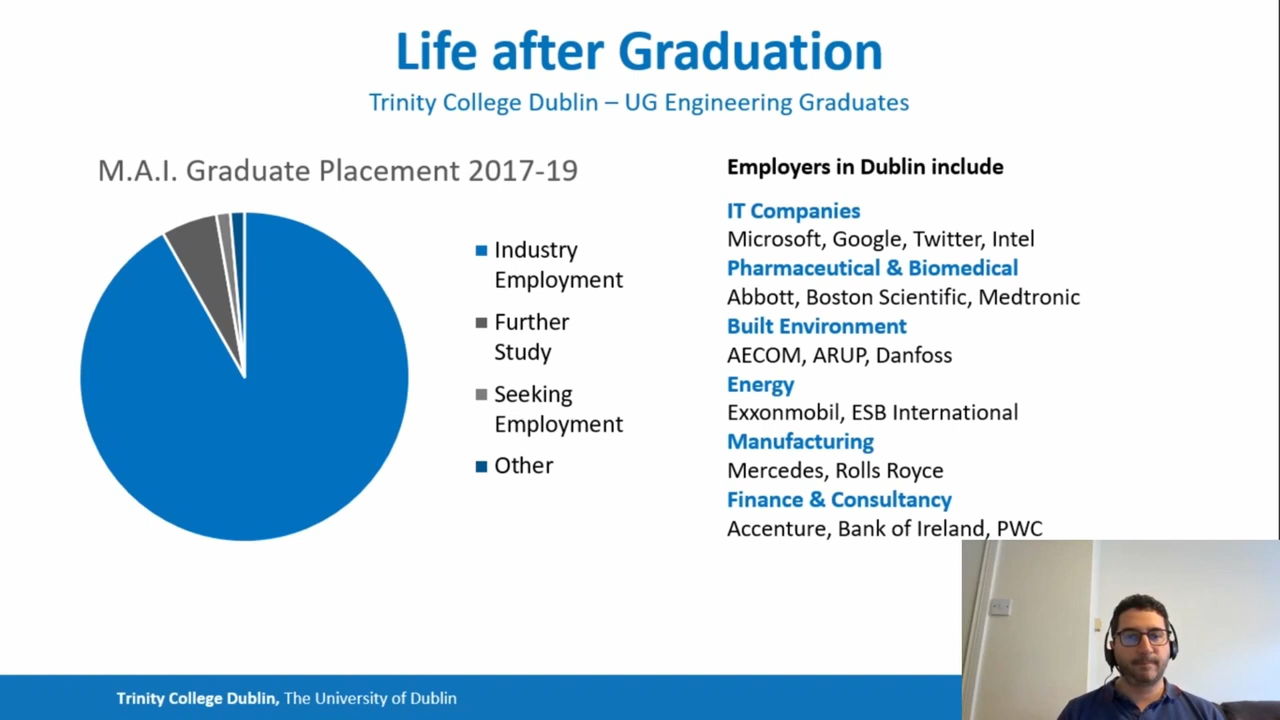 Life after Graduation
Trinity College Dublin – UG Engineering Graduates
M.A.I. Graduate Placement 2017-19
Industry
Employment
Further
Study
Seeking
Employment
Other
Employers in Dublin include
IT Companies
Microsoft, Google, Twitter, Intel
Pharmaceutical & Biomedical
Abbott, Boston Scientific, Medtronic
Built Environment
AECOM, ARUP, Danfoss
Energy
Exxonmobil, ESB International
Manufacturing
Mercedes, Rolls Royce
Finance & Consultancy
Accenture, Bank of Ireland, PWC
Trinity College Dublin, The University of Dublin